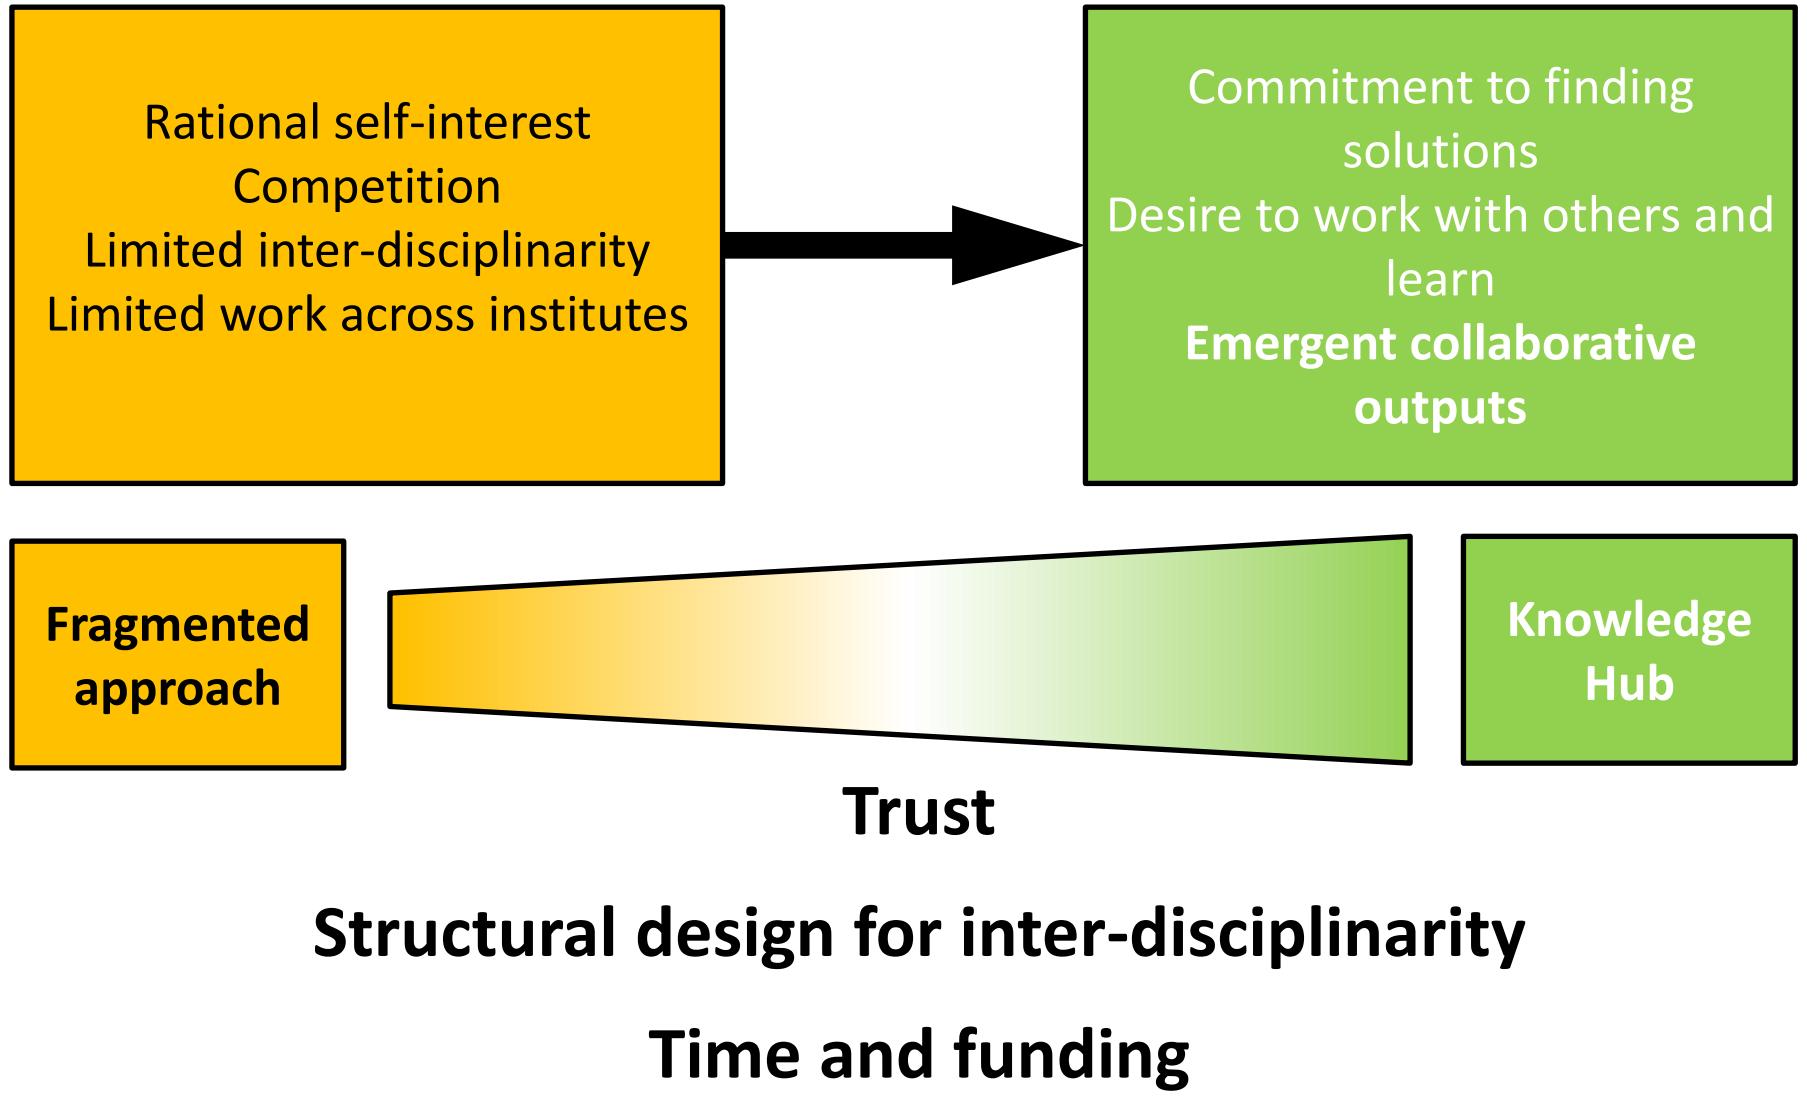 Rational self-interest
Competition
Limited inter-disciplinarity
Limited work across institutes
Commitment to finding
solutions
Desire to work with others and
learn
Emergent collaborative
outputs
Fragmented
approach
Knowledge
Hub
Trust
Structural design for inter-disciplinarity
Time and funding